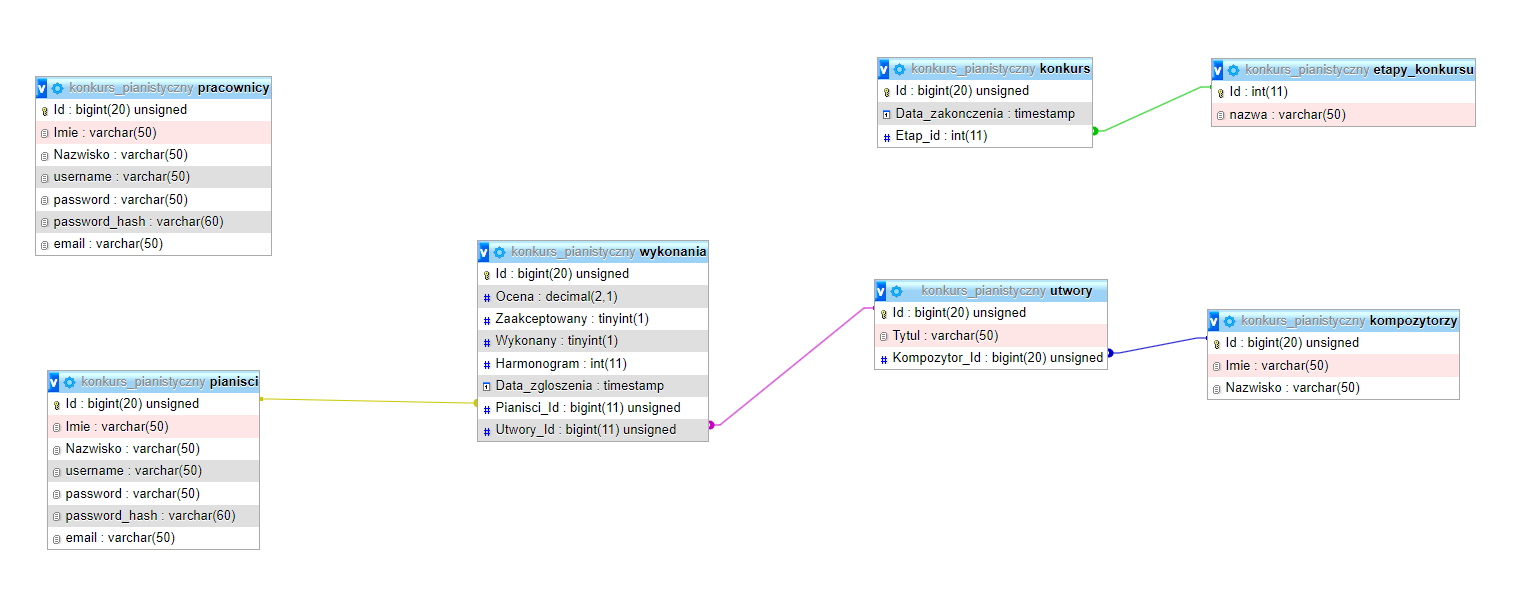 v konkurs_pianistyczny pracownicy
Id : bigint(20) unsigned
Imie : varchar(50)
Nazwisko : varchar(50)
username : varchar(50)
password : varchar(50)
password_hash : varchar(60)
email : varchar(50)
v konkurs_pianistyczny pianisci
Id : bigint(20) unsigned
Imie : varchar(50)
Nazwisko : varchar(50)
username : varchar(50)
password : varchar(50)
password_hash : varchar(60)
email : varchar(50)
v konkurs_pianistyczny wykonania
Id : bigint(20) unsigned
# Ocena : decimal(2,1)
# Zaakceptowany : tinyint(1)
# Wykonany : tinyint(1)
# Harmonogram : int(11)
Data_zgloszenia : timestamp
# Pianisci_Id : bigint(11) unsigned
# Utwory_Id : bigint(11) unsigned
v konkurs_pianistyczny konkurs
Id : bigint(20) unsigned
Data_zakonczenia : timestamp
# Etap_id : int(11)
v konkurs_pianistyczny etapy_konkursu
Id : int(11)
nazwa : varchar(50)
v konkurs_pianistyczny utwory
Id : bigint(20) unsigned
Tytul : varchar(50)
# Kompozytor_Id : bigint(20) unsigned
v konkurs_pianistyczny kompozytorzy
Id : bigint(20) unsigned
Imie : varchar(50)
Nazwisko : varchar(50)